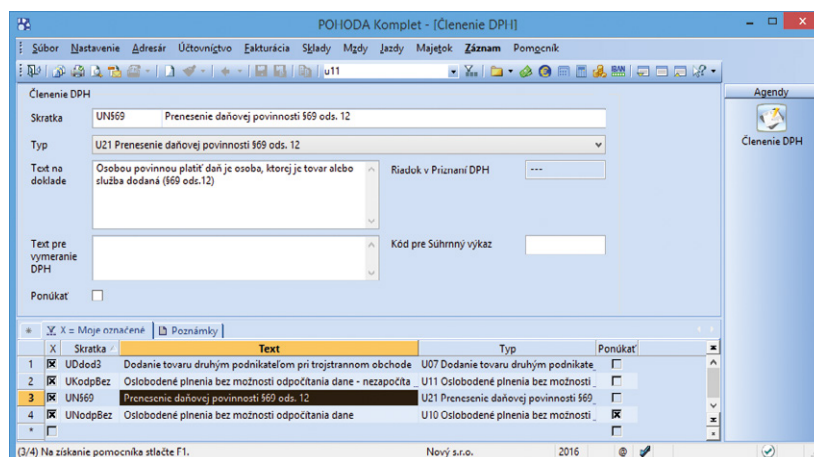 POHODA Komplet - [Členenie DPH]
Súbor Nastavenie Adresár Účtovníctvo Fakturácia Sklady Mzdy Jazdy Majetok Záznam Pomocník
u11
Členenie DPH
Skratka UN§69 Prenesenie daňovej povinnosti §69 ods. 12
Typ U21 Prenesenie daňovej povinnosti §69 ods. 12
Text na doklade
Osobou povinnou platiť daň je osoba, ktorej je tovar alebo
služba dodaná (§69 ods.12)
Riadok v Priznaní DPH ---
Text pre
vymeranie
DPH
Kód pre Súhrnný výkaz
Ponúkať
Agendy
Členenie DPH
X = Moje označené Poznámky
X Skratka Text Typ Ponúkať
1 UDdod3 Dodanie tovaru druhým podnikateľom pri trojstrannom obchode U07 Dodanie tovaru druhým podnikate
2 UKodpBez Oslobodené plnenia bez možnosti odpočítania dane - nezapočíta U11 Oslobodené plnenia bez možnosti
3 UN§69 Prenesenie daňovej povinnosti §69 ods. 12 U21 Prenesenie daňovej povinnosti §69
4 UNodpBez Oslobodené plnenia bez možnosti odpočítania dane U10 Oslobodené plnenia bez možnosti
*
(3/4) Na získanie pomocníka stlačte F1. Nový s.r.o. 2016 @